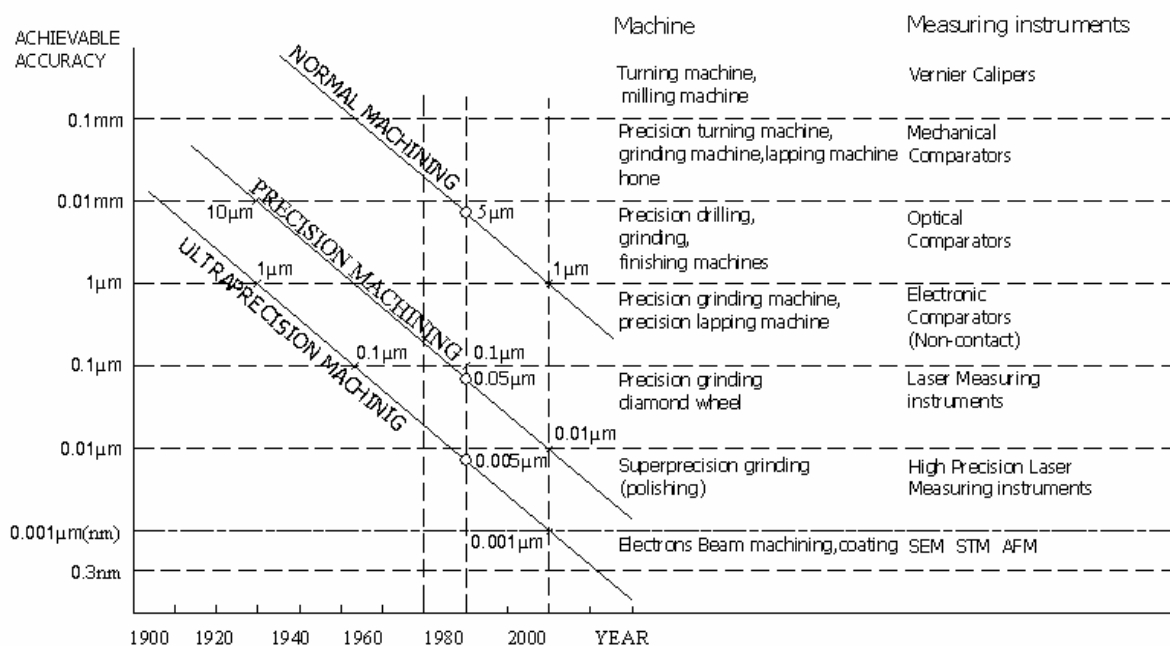 Machine
Measuring instruments
ACHIEVABLE
ACCURACY
Turning machine,
milling machine
Vernier Calipers
0.1mm
Precision turning machine,
grinding machine,lapping machine
hone
Mechanical
Comparators
0.01mm
Precision drilling,
grinding,
finishing machines
Optical
Comparators
1μm
Precision grinding machine,
precision lapping machine
Electronic
Comparators
(Non-contact)
0.1μm
Precision grinding
diamond wheel
Laser Measuring
instruments
0.01μm
Superprecision grinding
(polishing)
High Precision Laser
Measuring instruments
0.001μm(nm)
Electrons Beam machining,coating
SEM STM AFM
0.3nm
NORMAL MACHINING
5μm
1μm
PRECISION MACHINING
10μm
0.1μm
0.05μm
0.01μm
ULTRAPRECISION MACHINIG
1μm
0.1μm
0.005μm
0.001μm
1900 1920 1940 1960 1980 2000 YEAR